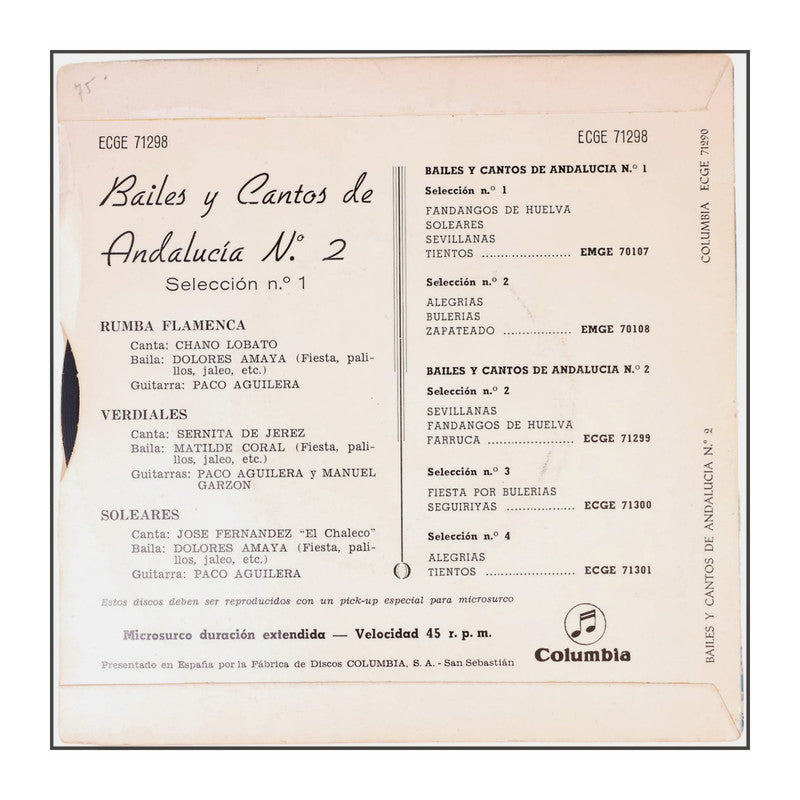 75
ECGE 71298
Bailes y Cantos de
Andalucía N.º 2
Selección n.º 1
RUMBA FLAMENCA
Canta: CHANO LOBATO
Baila: DOLORES AMAYA (Fiesta, pali-
llos, jaleo, etc.)
Guitarra: PACO AGUILERA
VERDIALES
Canta: SERNITA DE JEREZ
Baila: MATILDE CORAL (Fiesta, pali-
llos, jaleo, etc.)
Guitarras: PACO AGUILERA y MANUEL
GARZON
SOLEARES
Canta: JOSE FERNANDEZ "El Chaleco"
Baila: DOLORES AMAYA (Fiesta, pali-
llos, jaleo, etc.)
Guitarra: PACO AGUILERA
ECGE 71298
BAILES Y CANTOS DE ANDALUCIA N.º 1
Selección n.º 1
FANDANGOS DE HUELVA
SOLEARES
SEVILLANAS
TIENTOS ........................ EMGE 70107
Selección n.º 2
ALEGRIAS
BULERIAS
ZAPATEADO .................. EMGE 70108
BAILES Y CANTOS DE ANDALUCIA N.º 2
Selección n.º 2
SEVILLANAS
FANDANGOS DE HUELVA
FARRUCA ...................... ECGE 71299
Selección n.º 3
FIESTA POR BULERIAS
SEGUIRIYAS .................. ECGE 71300
Selección n.º 4
ALEGRIAS
TIENTOS ....................... ECGE 71301
Estos discos deben ser reproducidos con un pick-up especial para microsurco
Microsurco duración extendida — Velocidad 45 r. p. m.
Presentado en España por la Fábrica de Discos COLUMBIA, S. A. - San Sebastián
Columbia
COLUMBIA ECGE 71290
BAILES Y CANTOS DE ANDALUCIA N.º 2